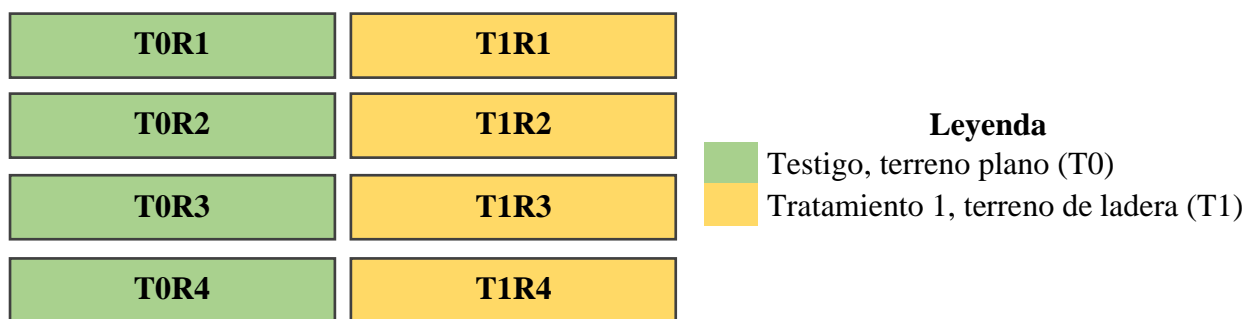 T0R1 T1R1
T0R2 T1R2
T0R3 T1R3
T0R4 T1R4
Leyenda
Testigo, terreno plano (T0)
Tratamiento 1, terreno de ladera (T1)